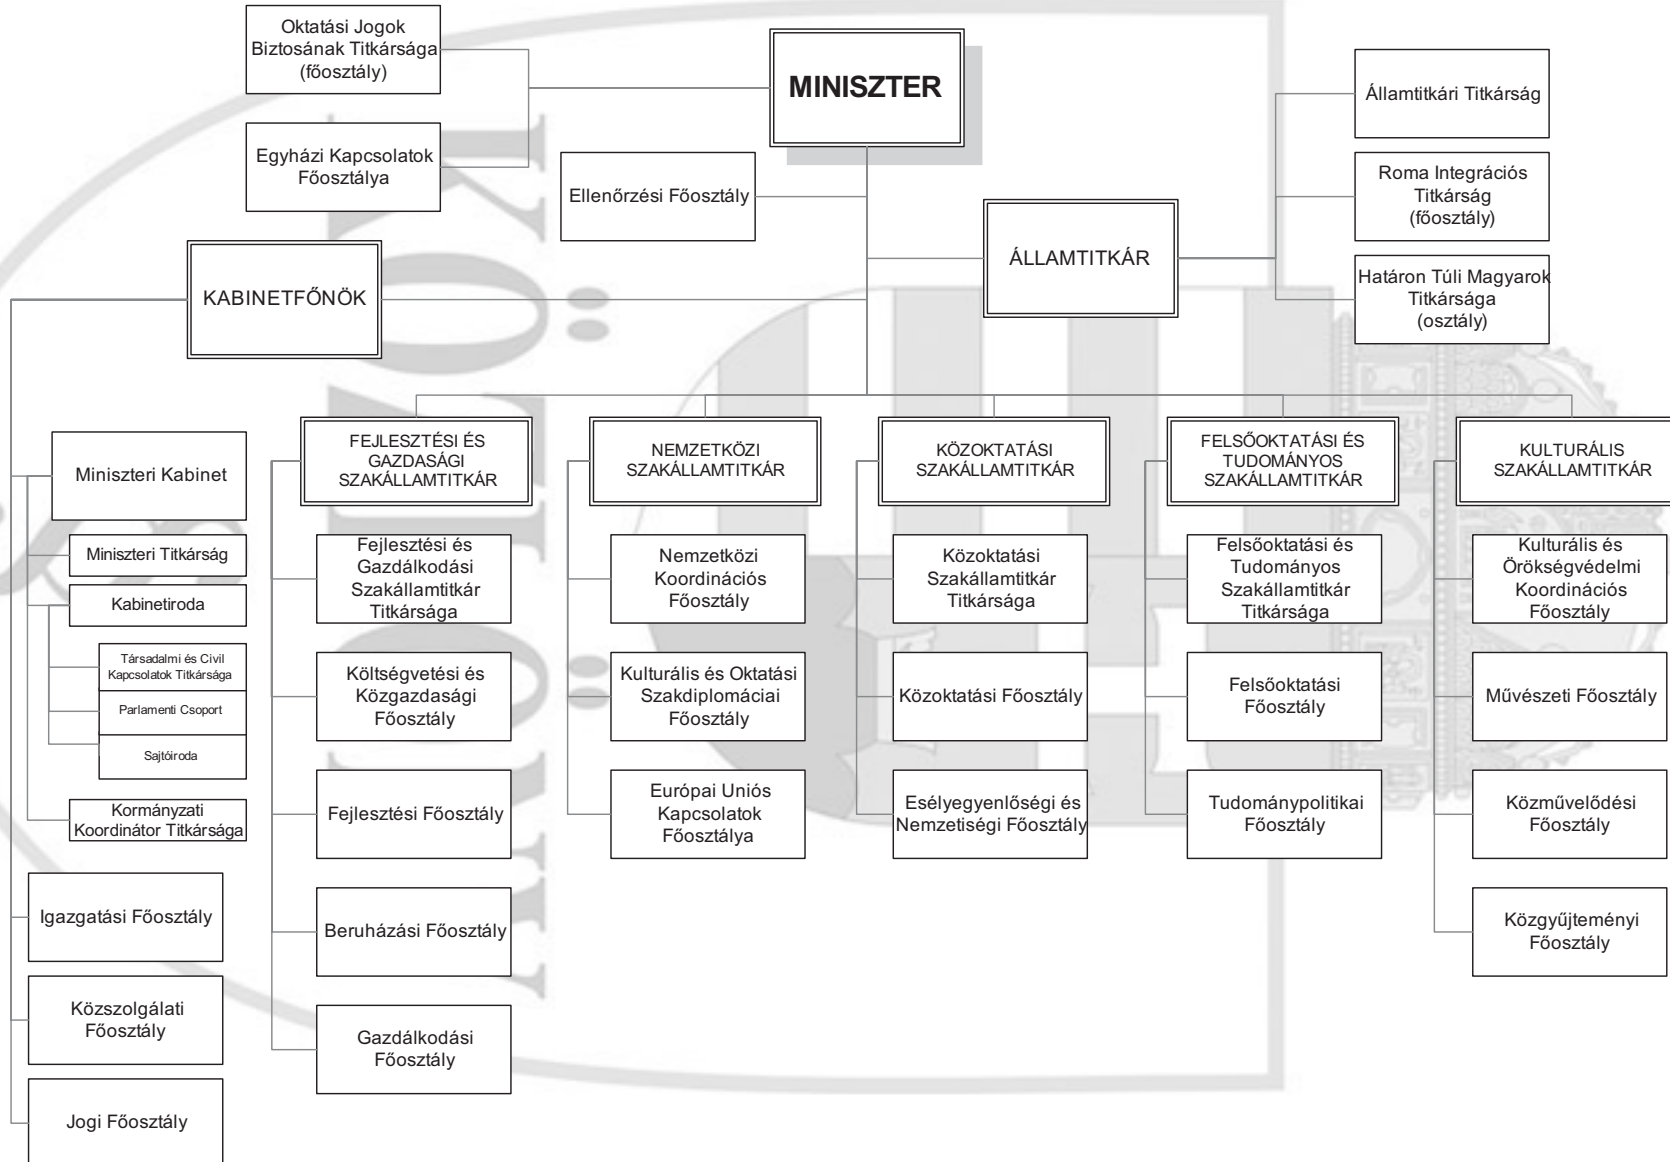 Oktatási Jogok
Biztosának Titkársága
(főosztály)
MINISZTER
Államtitkári Titkárság
Egyházi Kapcsolatok
Főosztálya
Ellenőrzési Főosztály
Roma Integrációs
Titkárság
(főosztály)
ÁLLAMTITKÁR
KABINETFŐNÖK
Határon Túli Magyarok
Titkársága
(osztály)
Miniszteri Kabinet
Miniszteri Titkárság
Kabinetiroda
Társadalmi és Civil
Kapcsolatok Titkársága
Parlamenti Csoport
Sajtóiroda
Kormányzati
Koordinátor Titkársága
Igazgatási Főosztály
Közszolgálati
Főosztály
Jogi Főosztály
FEJLESZTÉSI ÉS
GAZDASÁGI
SZAKÁLLAMTITKÁR
Fejlesztési és
Gazdálkodási
Szakállamtitkár
Titkársága
Költségvetési és
Közgazdasági
Főosztály
Fejlesztési Főosztály
Beruházási Főosztály
Gazdálkodási
Főosztály
NEMZETKÖZI
SZAKÁLLAMTITKÁR
Nemzetközi
Koordinációs
Főosztály
Kulturális és Oktatási
Szakdiplomáciai
Főosztály
Európai Uniós
Kapcsolatok
Főosztálya
KÖZOKTATÁSI
SZAKÁLLAMTITKÁR
Közoktatási
Szakállamtitkár
Titkársága
Közoktatási Főosztály
Esélyegyenlőségi és
Nemzetiségi Főosztály
FELSŐOKTATÁSI ÉS
TUDOMÁNYOS
SZAKÁLLAMTITKÁR
Felsőoktatási és
Tudományos
Szakállamtitkár
Titkársága
Felsőoktatási
Főosztály
Tudománypolitikai
Főosztály
KULTURÁLIS
SZAKÁLLAMTITKÁR
Kulturális és
Örökségvédelmi
Koordinációs
Főosztály
Művészeti Főosztály
Közművelődési
Főosztály
Közgyűjteményi
Főosztály